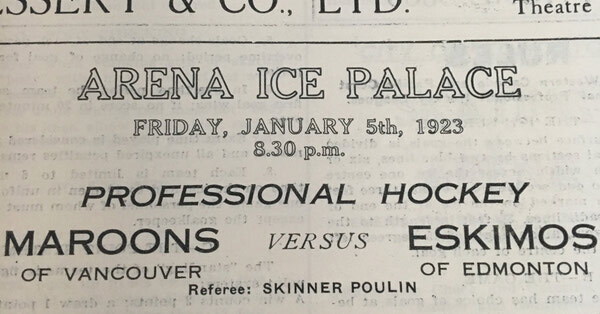 ESSERT & CO., LTD.
Theatre
ARENA ICE PALACE
FRIDAY, JANUARY 5th, 1923
8.30 p.m.
PROFESSIONAL HOCKEY
MAROONS VERSUS ESKIMOS
OF VANCOUVER OF EDMONTON
Referee: SKINNER POULIN